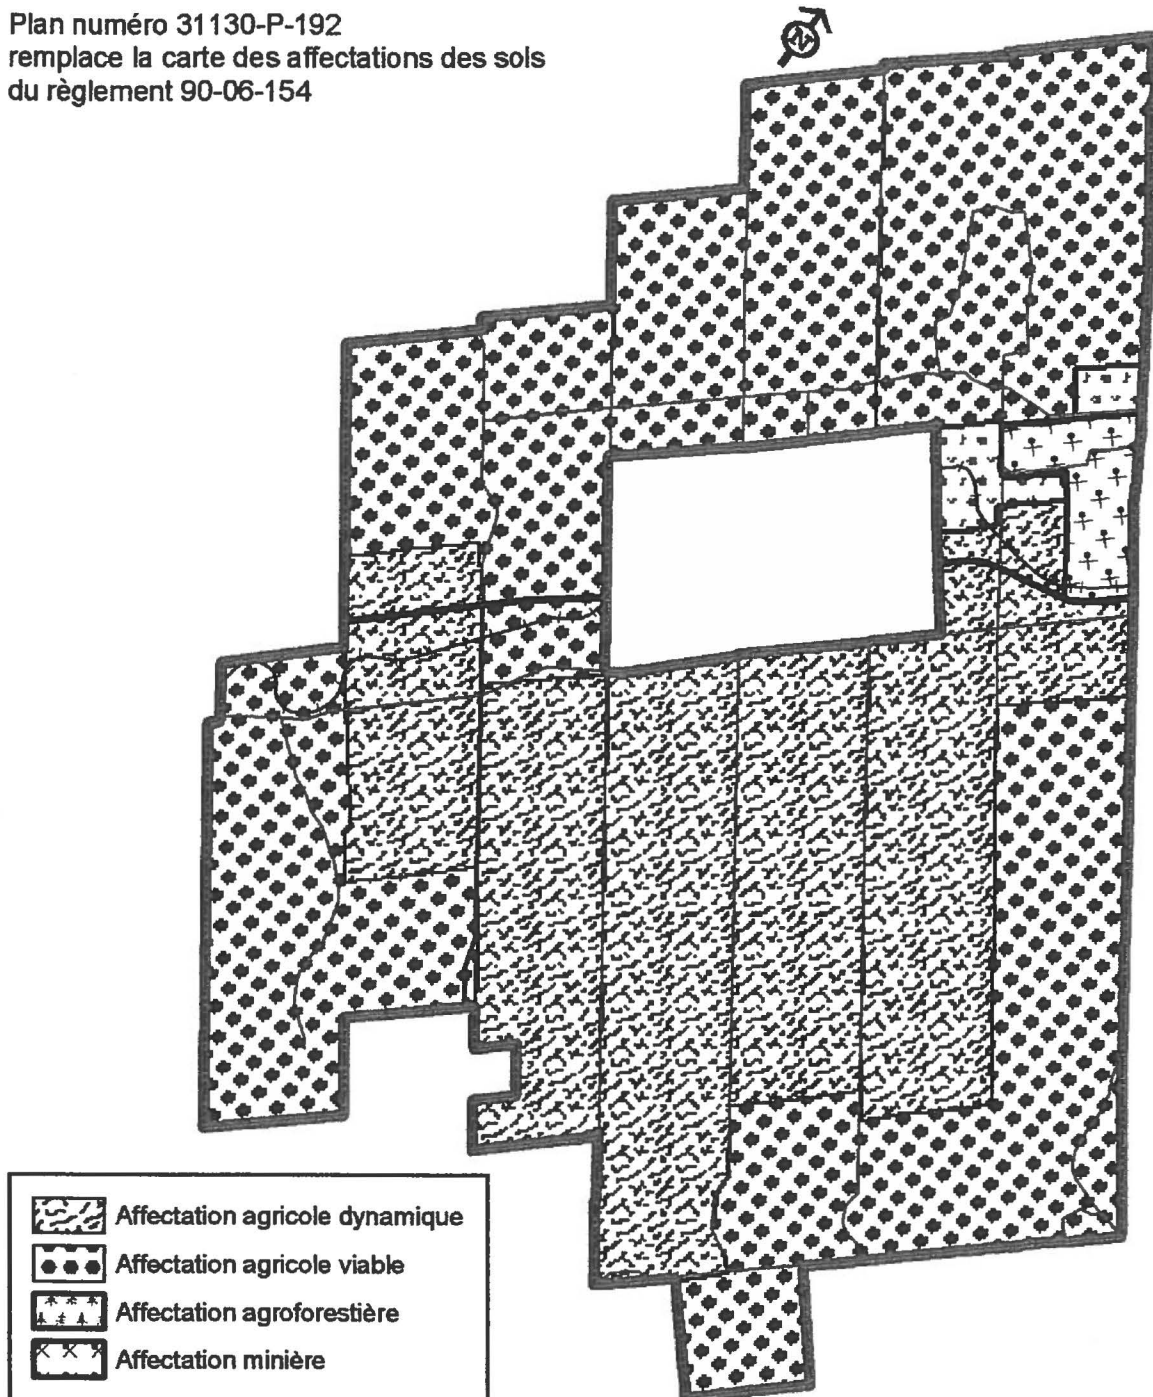 Plan numéro 31130-P-192
remplace la carte des affectations des sols
du règlement 90-06-154
N
Affectation agricole dynamique
Affectation agricole viable
Affectation agroforestière
Affectation minière